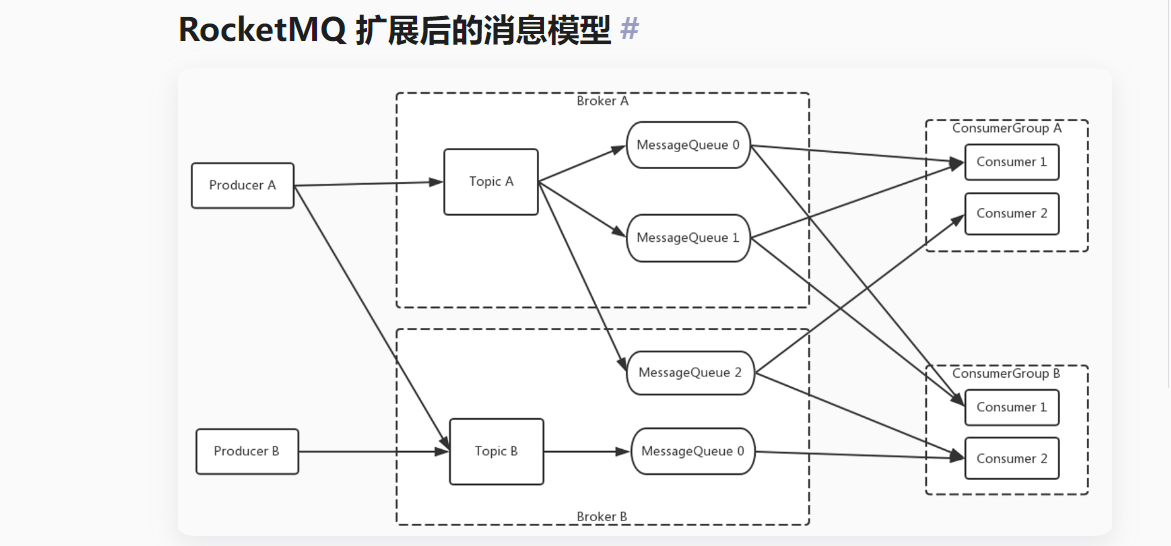 RocketMQ 扩展后的消息模型 #
Broker A
ConsumerGroup A
MessageQueue 0
Consumer 1
Producer A
Topic A
Consumer 2
MessageQueue 1
MessageQueue 2
ConsumerGroup B
Consumer 1
Producer B
Topic B
MessageQueue 0
Consumer 2
Broker B